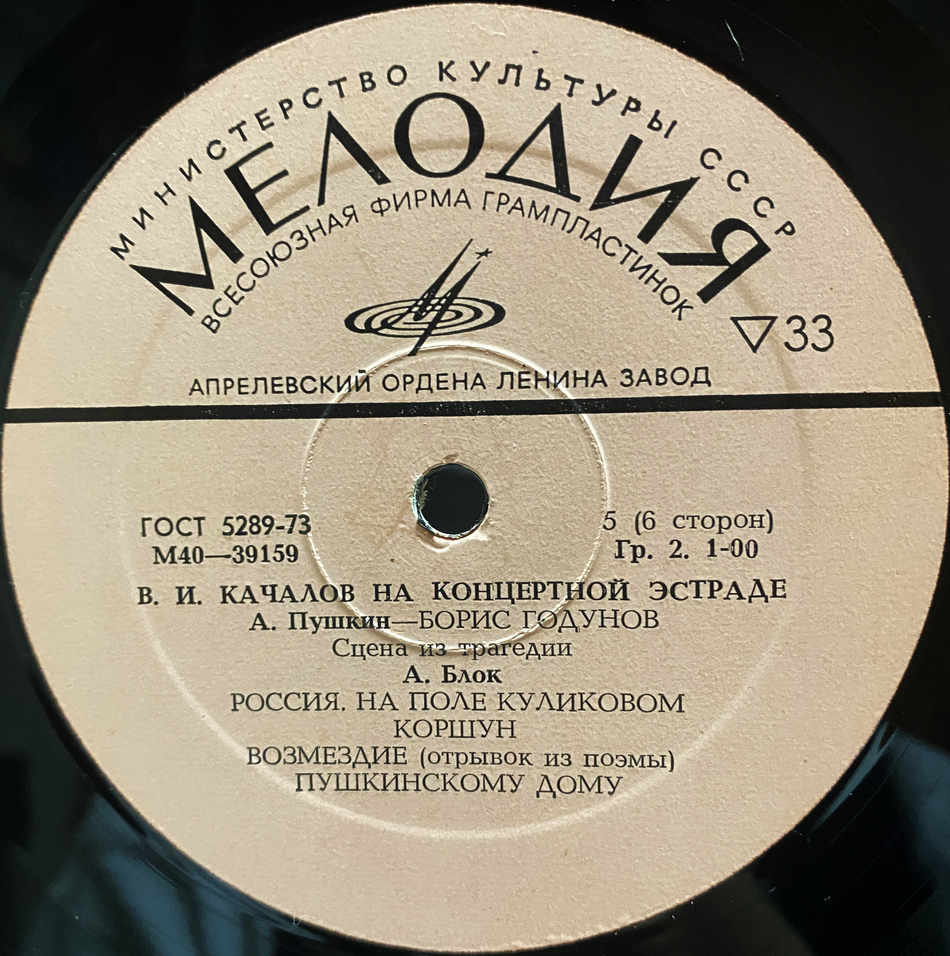 МИНИСТЕРСТВО КУЛЬТУРЫ СССР
МЕЛОДИЯ
ВСЕСОЮЗНАЯ ФИРМА ГРАМПЛАСТИНОК
33
АПРЕЛЕВСКИЙ ОРДЕНА ЛЕНИНА ЗАВОД
ГОСТ 5289-73
М40—39159
5 (6 сторон)
Гр. 2. 1-00
В. И. КАЧАЛОВ НА КОНЦЕРТНОЙ ЭСТРАДЕ
А. Пушкин—БОРИС ГОДУНОВ
Сцена из трагедии
А. Блок
РОССИЯ. НА ПОЛЕ КУЛИКОВОМ
КОРШУН
ВОЗМЕЗДИЕ (отрывок из поэмы)
ПУШКИНСКОМУ ДОМУ